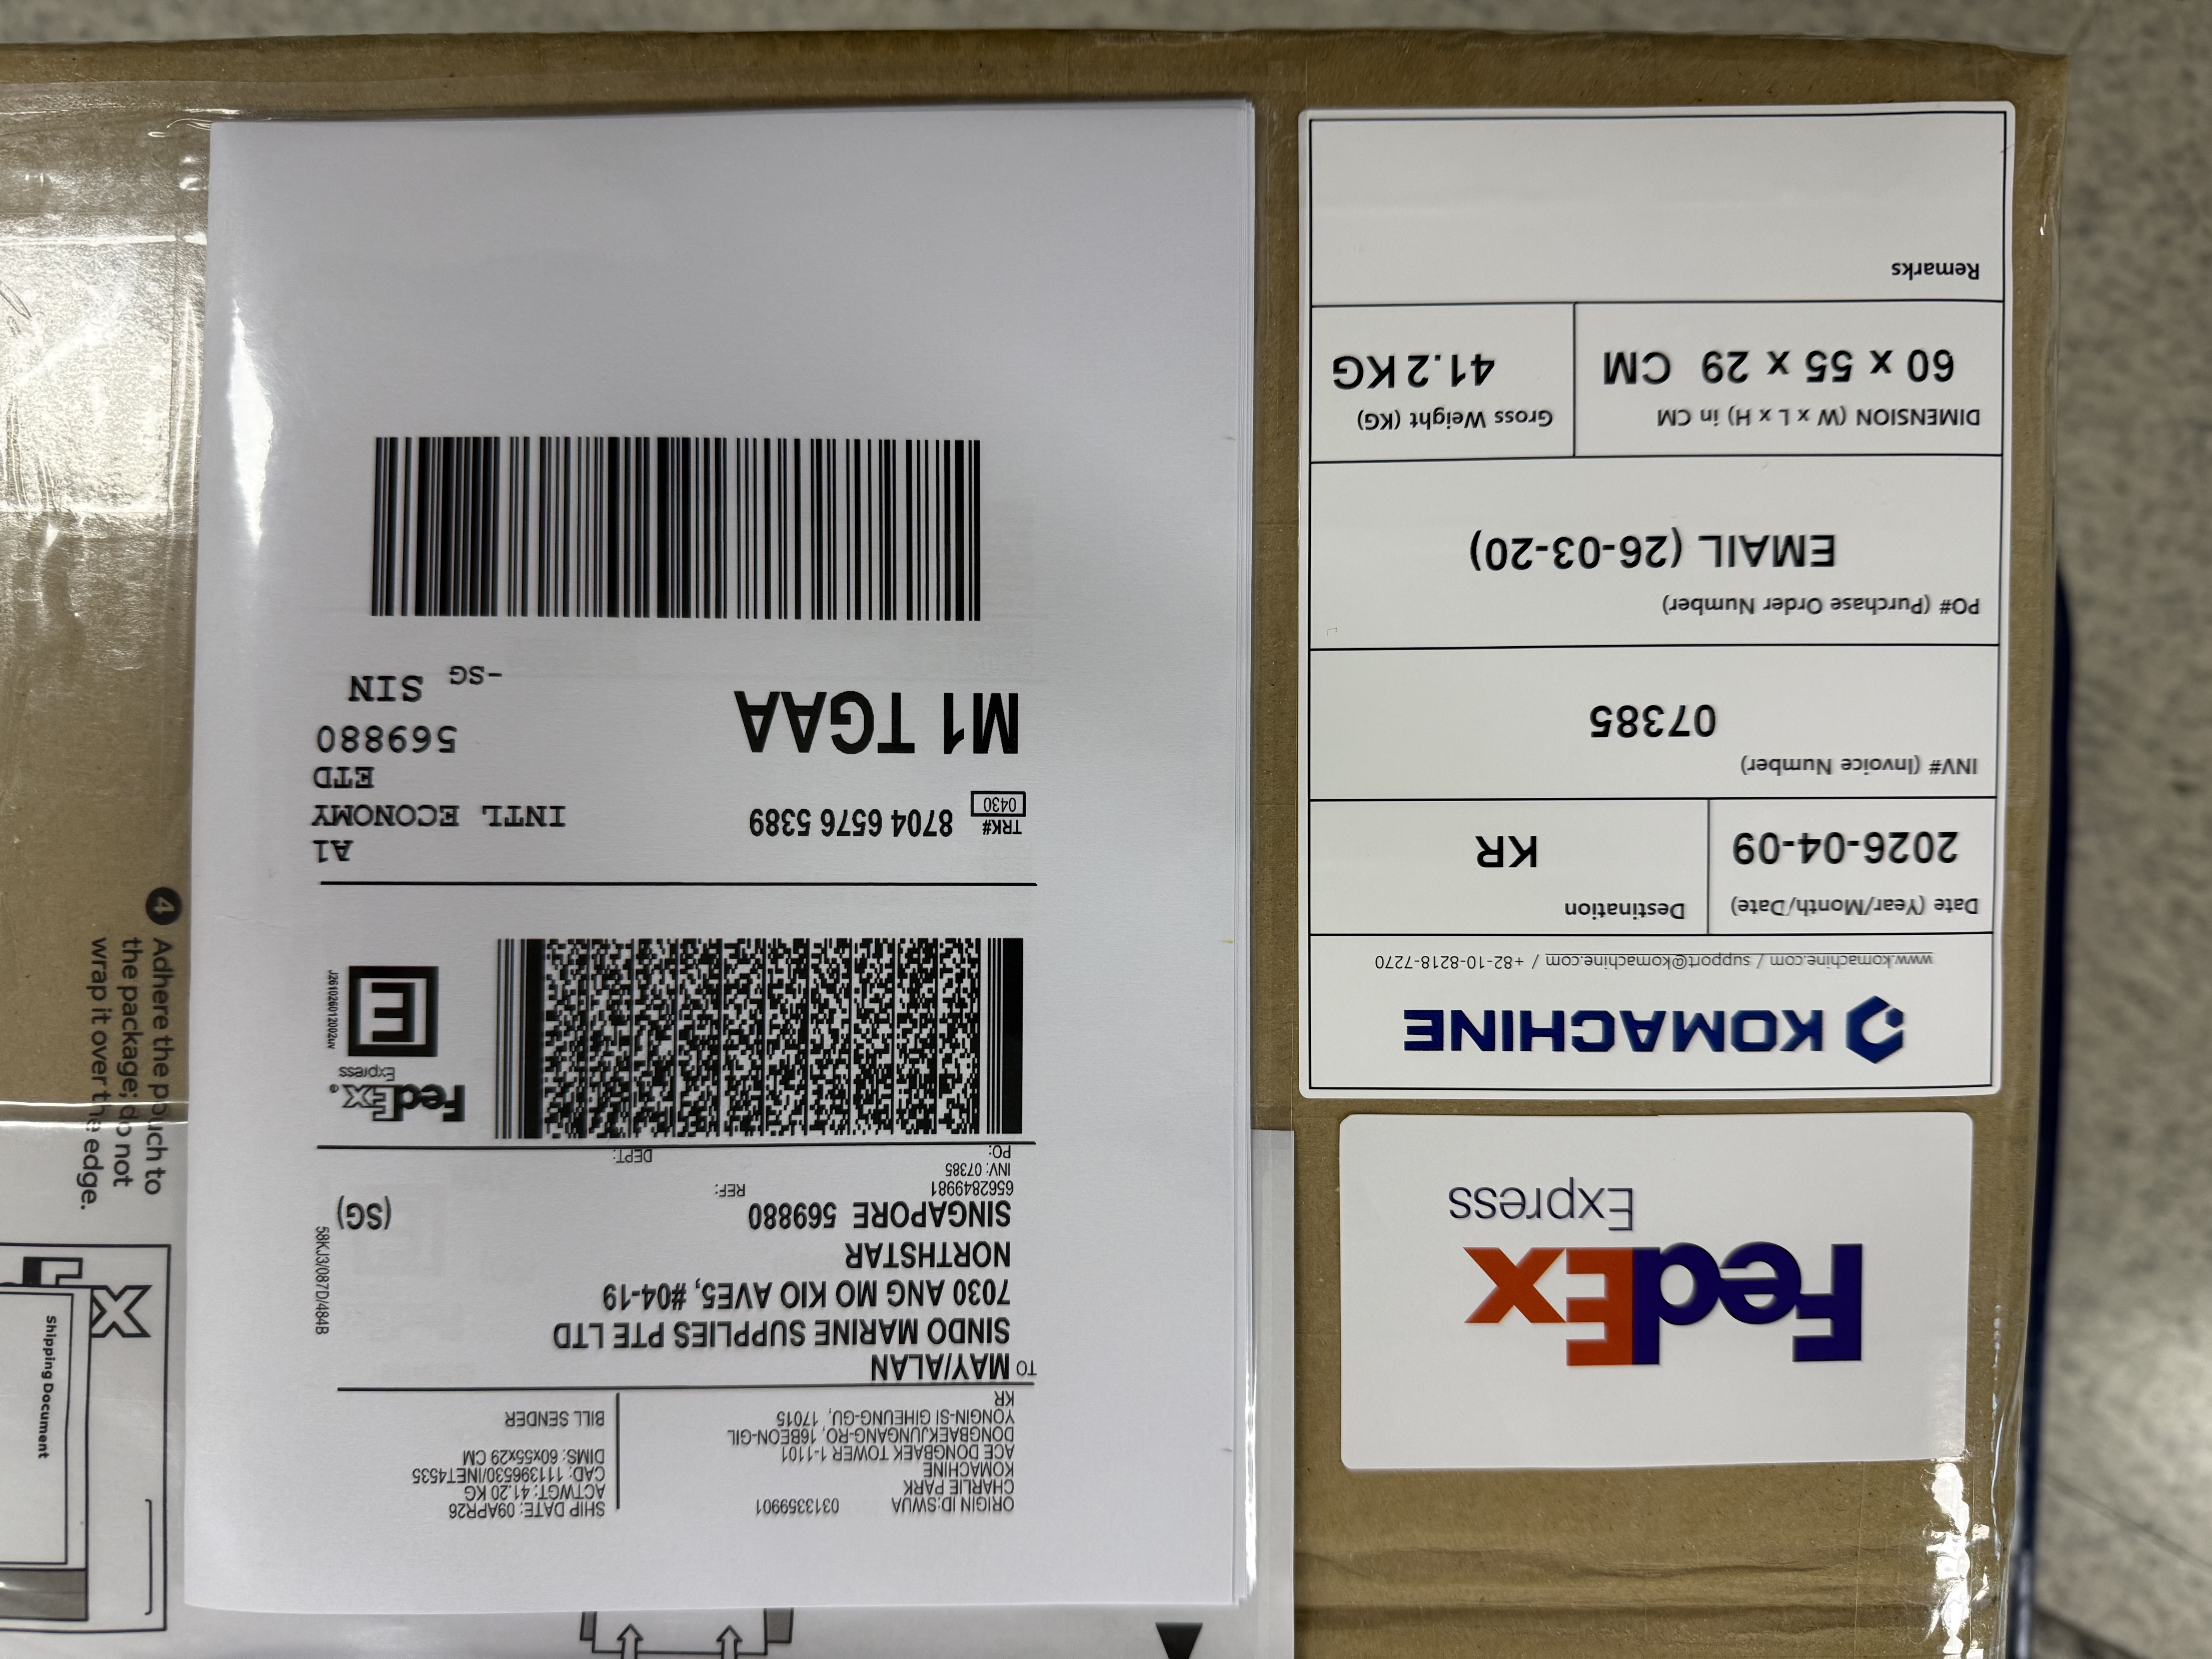 ORIGIN ID:SWUA 0313359901
CHARLIE PARK
KOMACHINE
ACE DONGBAEK TOWER 1-1101
DONGBAEKJUNGANG-RO, 16BEON-GIL
YONGIN-SI GIHEUNG-GU, 17015
KR
SHIP DATE: 09APR26
ACTWGT: 41.20 KG
CAD: 111396530/INET4535
DIMS: 60x55x29 CM
BILL SENDER
TO MAY/ALAN
SINDO MARINE SUPPLIES PTE LTD
7030 ANG MO KIO AVE5, #04-19
NORTHSTAR
SINGAPORE 569880
(SG)
6562849981 REF:
INV: 07385
PO: DEPT:
58KJ3/087D/484B
FedEx
Express
E
J261026012002uv
TRK# 8704 6576 5389
0430
A1
INTL ECONOMY
ETD
M1 TGAA
569880
-SG SIN
FedEx
Express
KOMACHINE
www.komachine.com / support@komachine.com / +82-10-8218-7270
Date (Year/Month/Date)
2026-04-09
Destination
KR
INV# (Invoice Number)
07385
PO# (Purchase Order Number)
EMAIL (26-03-20)
DIMENSION (W x L x H) in CM
60 x 55 x 29 CM
Gross Weight (KG)
41.2 KG
Remarks
4 Adhere the pouch to
the package; do not
wrap it over the edge.
Shipping Document